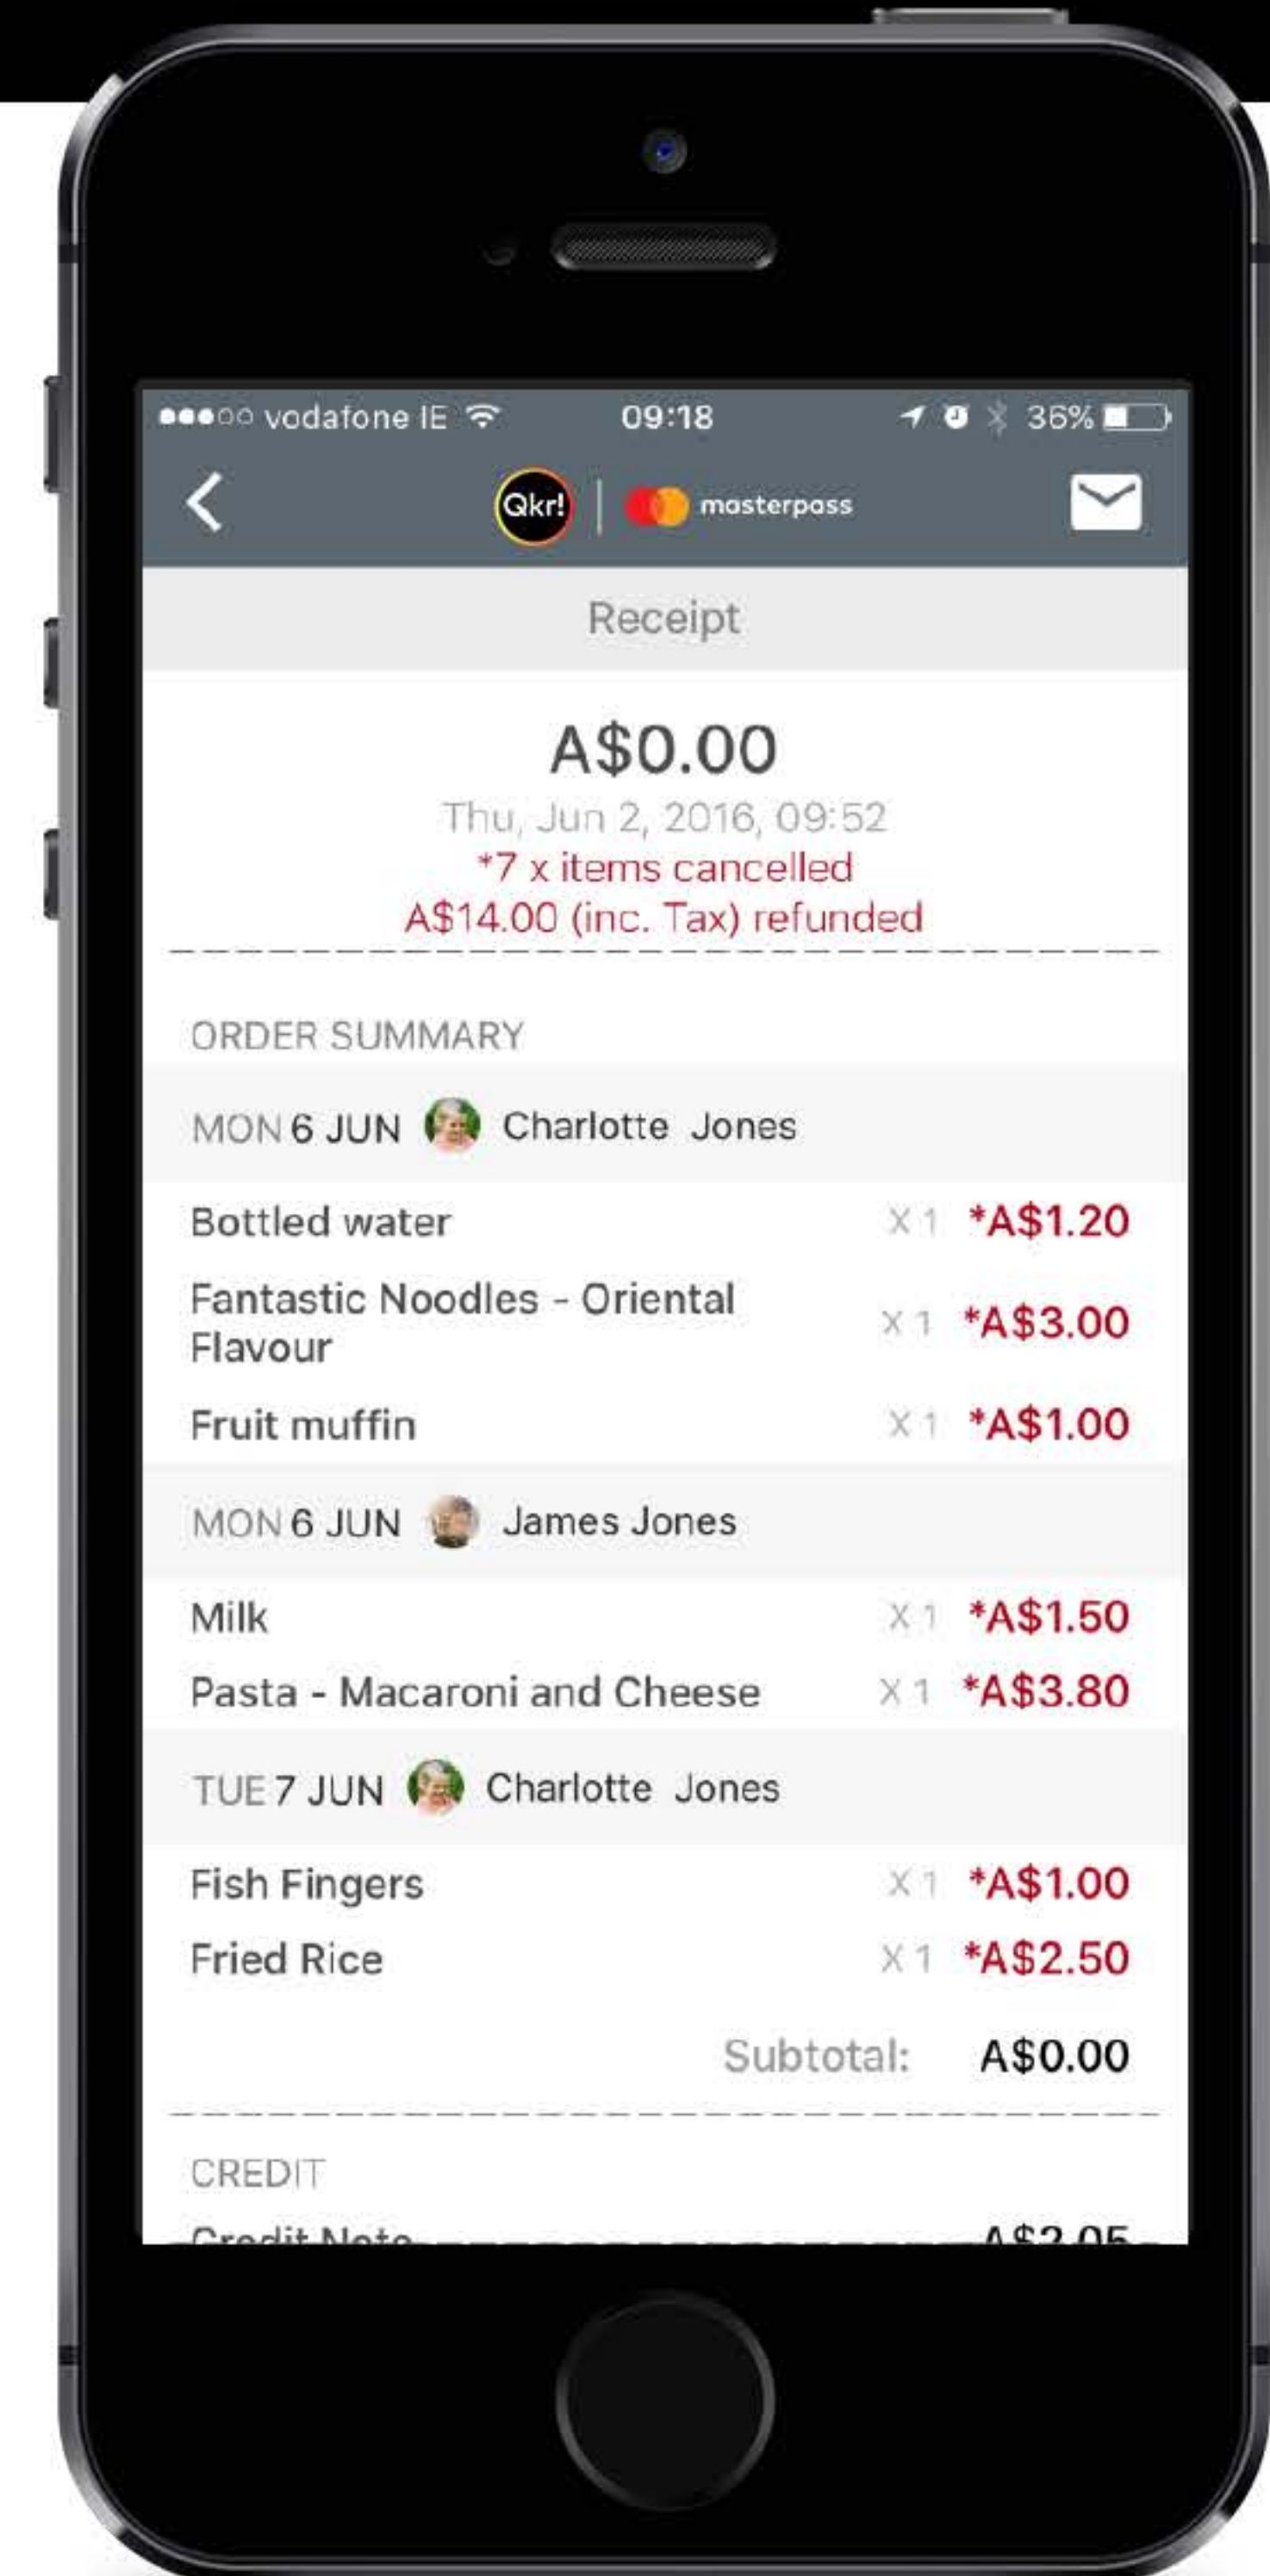 vodafone IE 09:18 36%
Qkr! | masterpass
Receipt
A$0.00
Thu, Jun 2, 2016, 09:52
*7 x items cancelled
A$14.00 (inc. Tax) refunded
ORDER SUMMARY
MON 6 JUN Charlotte Jones
Bottled water X 1 *A$1.20
Fantastic Noodles - Oriental
Flavour X 1 *A$3.00
Fruit muffin X 1 *A$1.00
MON 6 JUN James Jones
Milk X 1 *A$1.50
Pasta - Macaroni and Cheese X 1 *A$3.80
TUE 7 JUN Charlotte Jones
Fish Fingers X 1 *A$1.00
Fried Rice X 1 *A$2.50
Subtotal: A$0.00
CREDIT
Credit Note A$2.05